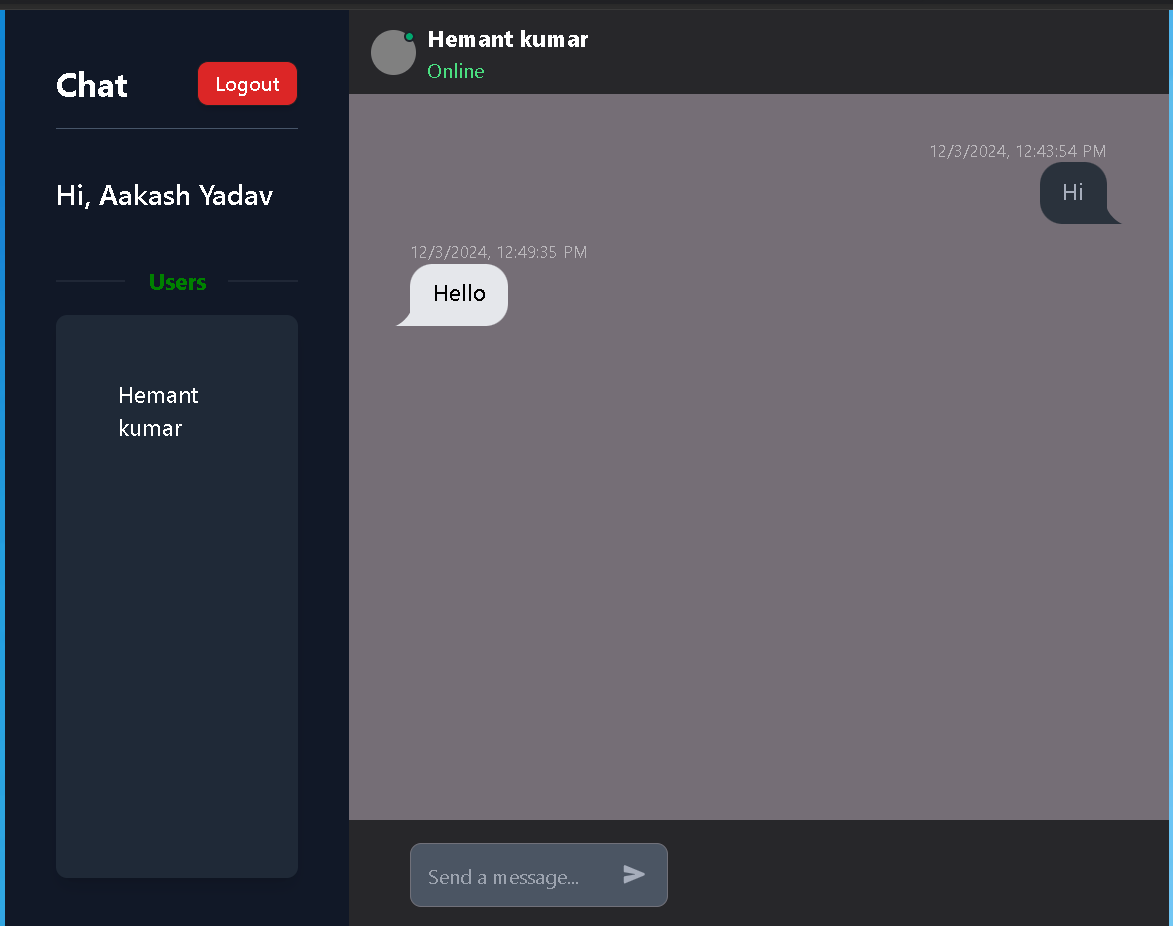 Chat
Logout
Hi, Aakash Yadav
Users
Hemant
kumar
Hemant kumar
Online
12/3/2024, 12:43:54 PM
Hi
12/3/2024, 12:49:35 PM
Hello
Send a message...